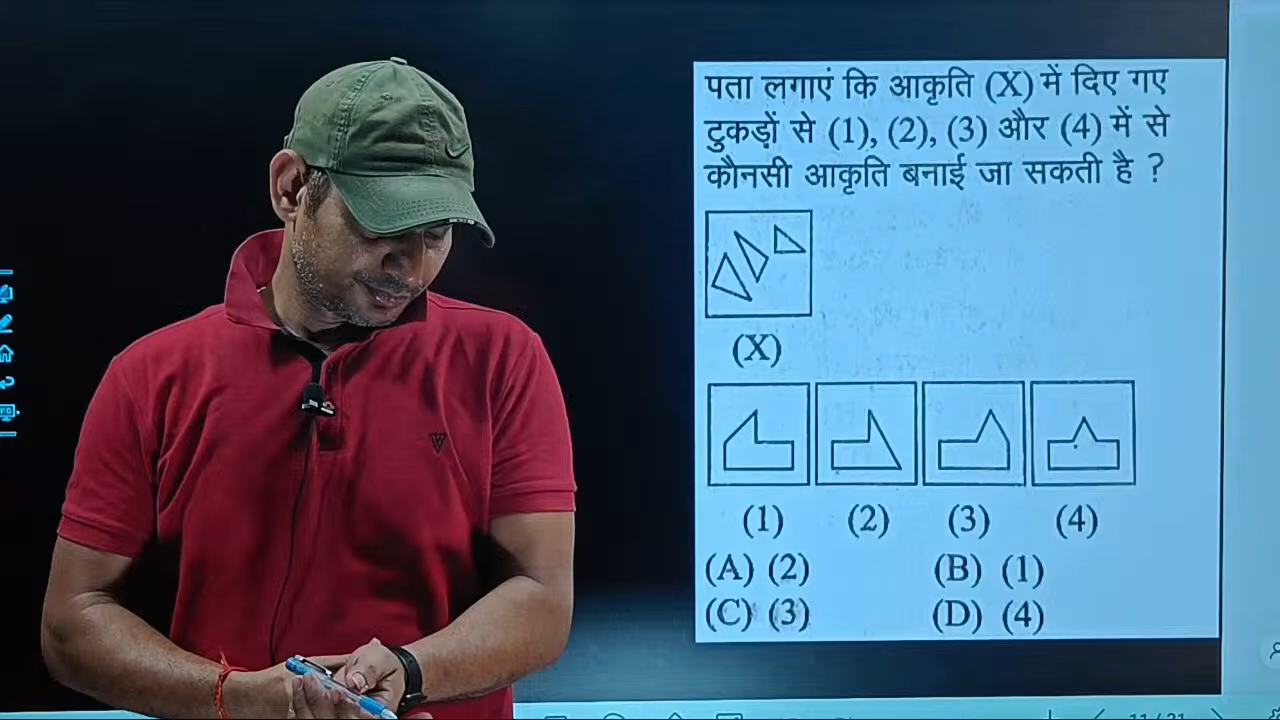 पता लगाएं कि आकृति (X) में दिए गए
टुकड़ों से (1), (2), (3) और (4) में से
कौनसी आकृति बनाई जा सकती है ?
(X)
(1) (2) (3) (4)
(A) (2) (B) (1)
(C) (3) (D) (4)